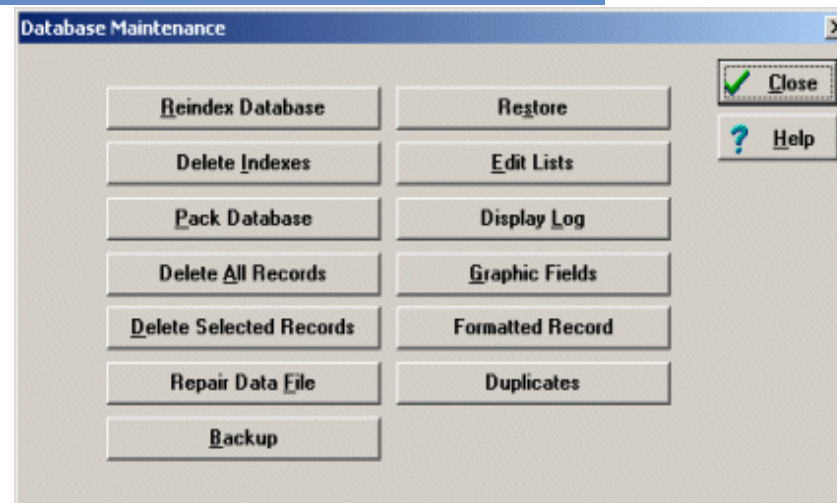 Database Maintenance
Close
Help
Reindex Database
Delete Indexes
Pack Database
Delete All Records
Delete Selected Records
Repair Data File
Backup
Restore
Edit Lists
Display Log
Graphic Fields
Formatted Record
Duplicates